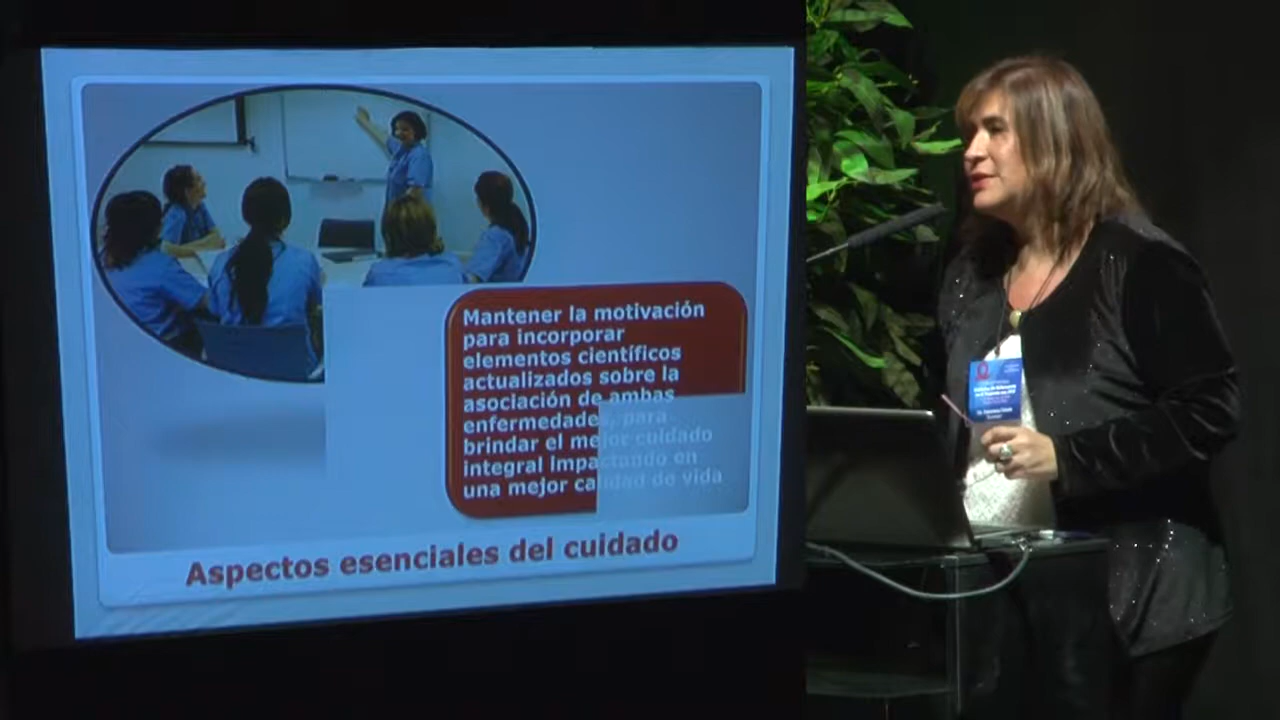 Mantener la motivación
para incorporar
elementos científicos
actualizados sobre la
asociación de ambas
enfermedades, para
brindar el mejor cuidado
integral Impactando en
una mejor calidad de vida
Aspectos esenciales del cuidado